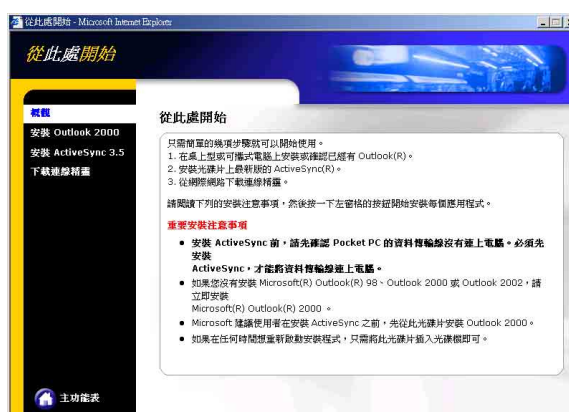 從此處開始 - Microsoft Internet Explorer
從此處開始
概觀
安裝 Outlook 2000
安裝 ActiveSync 3.5
下載連線精靈
主功能表
從此處開始
只需簡單的幾項步驟就可以開始使用。
1. 在桌上型或可攜式電腦上安裝或確認已經有 Outlook(R)。
2. 安裝光碟片上最新版的 ActiveSync(R)。
3. 從網際網路下載連線精靈。
請閱讀下列的安裝注意事項，然後按一下左窗格的按鈕開始安裝每個應用程式。
重要安裝注意事項
• 安裝 ActiveSync 前，請先確認 Pocket PC 的資料傳輸線沒有連上電腦。必須先
安裝
ActiveSync，才能將資料傳輸線連上電腦。
• 如果您沒有安裝 Microsoft(R) Outlook(R) 98、Outlook 2000 或 Outlook 2002，請
立即安裝
Microsoft(R) Outlook(R) 2000 。
• Microsoft 建議使用者在安裝 ActiveSync 之前，先從此光碟片安裝 Outlook 2000。
• 如果在任何時間想重新啟動安裝程式，只需將此光碟片插入光碟機即可。